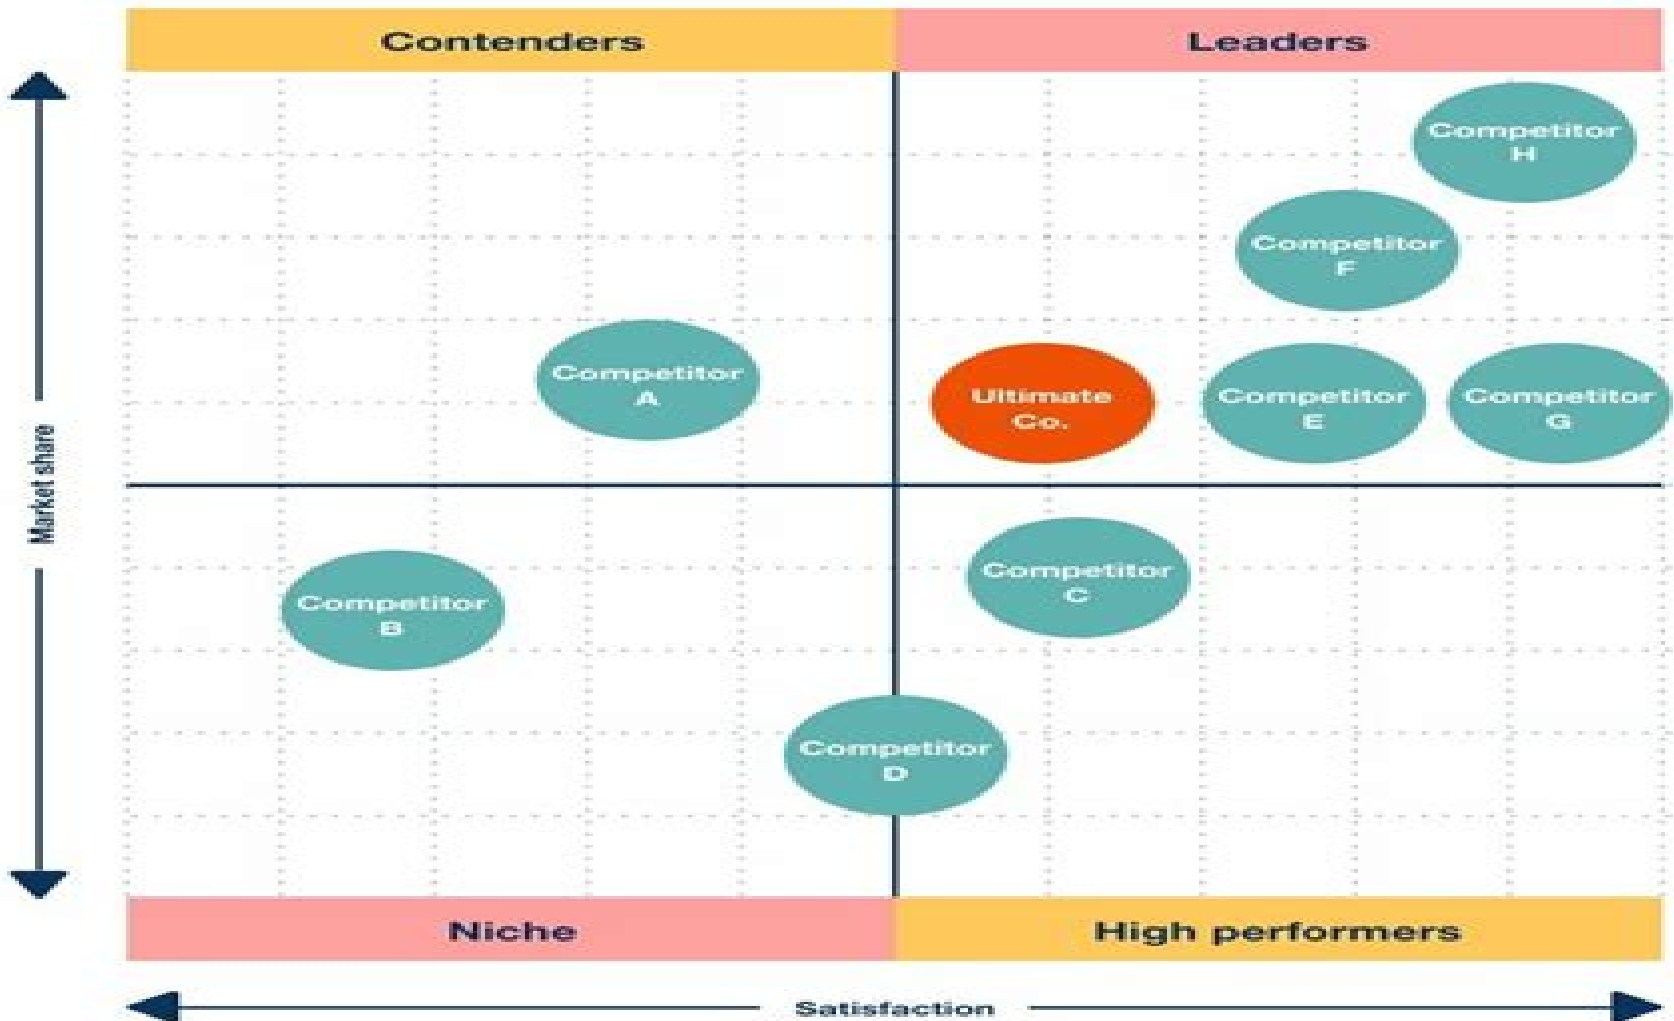 Contenders
Leaders
Competitor
H
Competitor
F
Competitor
A
Ultimate
Co.
Competitor
E
Competitor
G
Market share
Competitor
C
Competitor
B
Competitor
D
Niche
High performers
Satisfaction